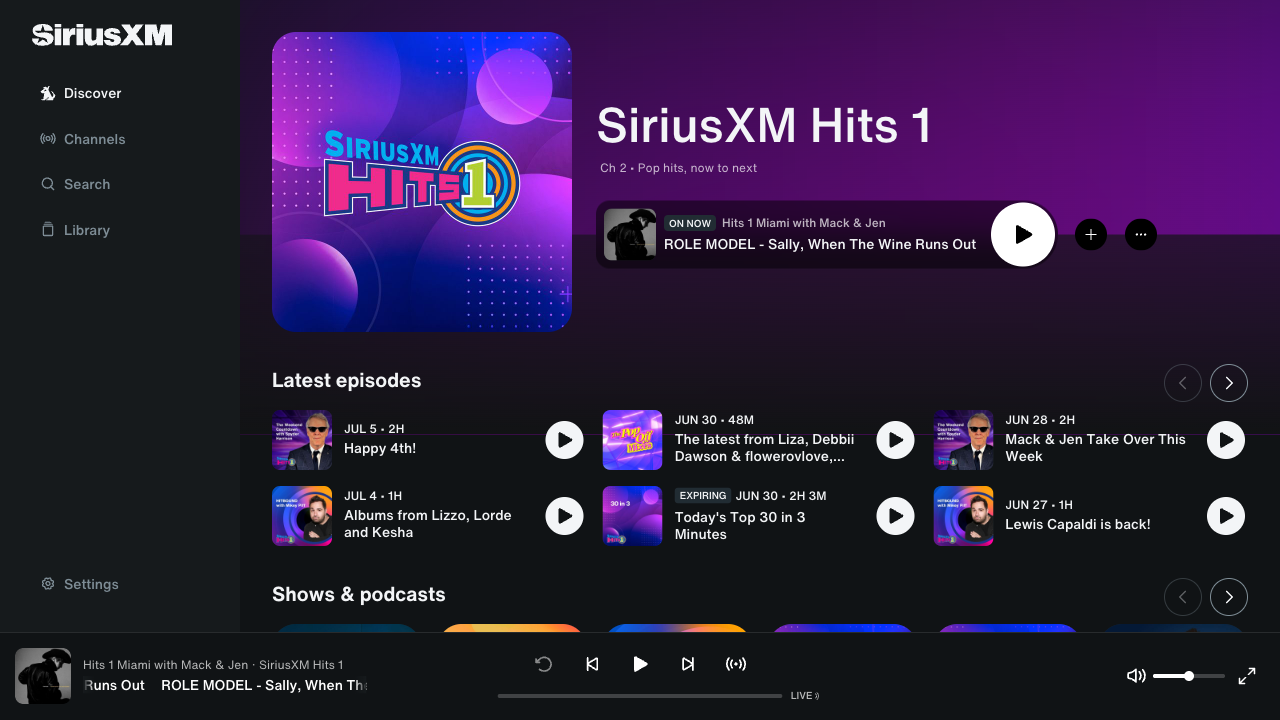 SiriusXM
Discover
Channels
Search
Library
Settings
SIRIUSXM
HITS 1
SiriusXM Hits 1
Ch 2 • Pop hits, now to next
ON NOW Hits 1 Miami with Mack & Jen
ROLE MODEL - Sally, When The Wine Runs Out
Latest episodes
JUL 5 • 2H
Happy 4th!
JUN 30 • 48M
The latest from Liza, Debbii
Dawson & flowerovlove,...
JUN 28 • 2H
Mack & Jen Take Over This
Week
JUL 4 • 1H
Albums from Lizzo, Lorde
and Kesha
30 in 3
EXPIRING JUN 30 • 2H 3M
Today's Top 30 in 3
Minutes
JUN 27 • 1H
Lewis Capaldi is back!
Shows & podcasts
Hits 1 Miami with Mack & Jen · SiriusXM Hits 1
Runs Out ROLE MODEL - Sally, When Th
LIVE